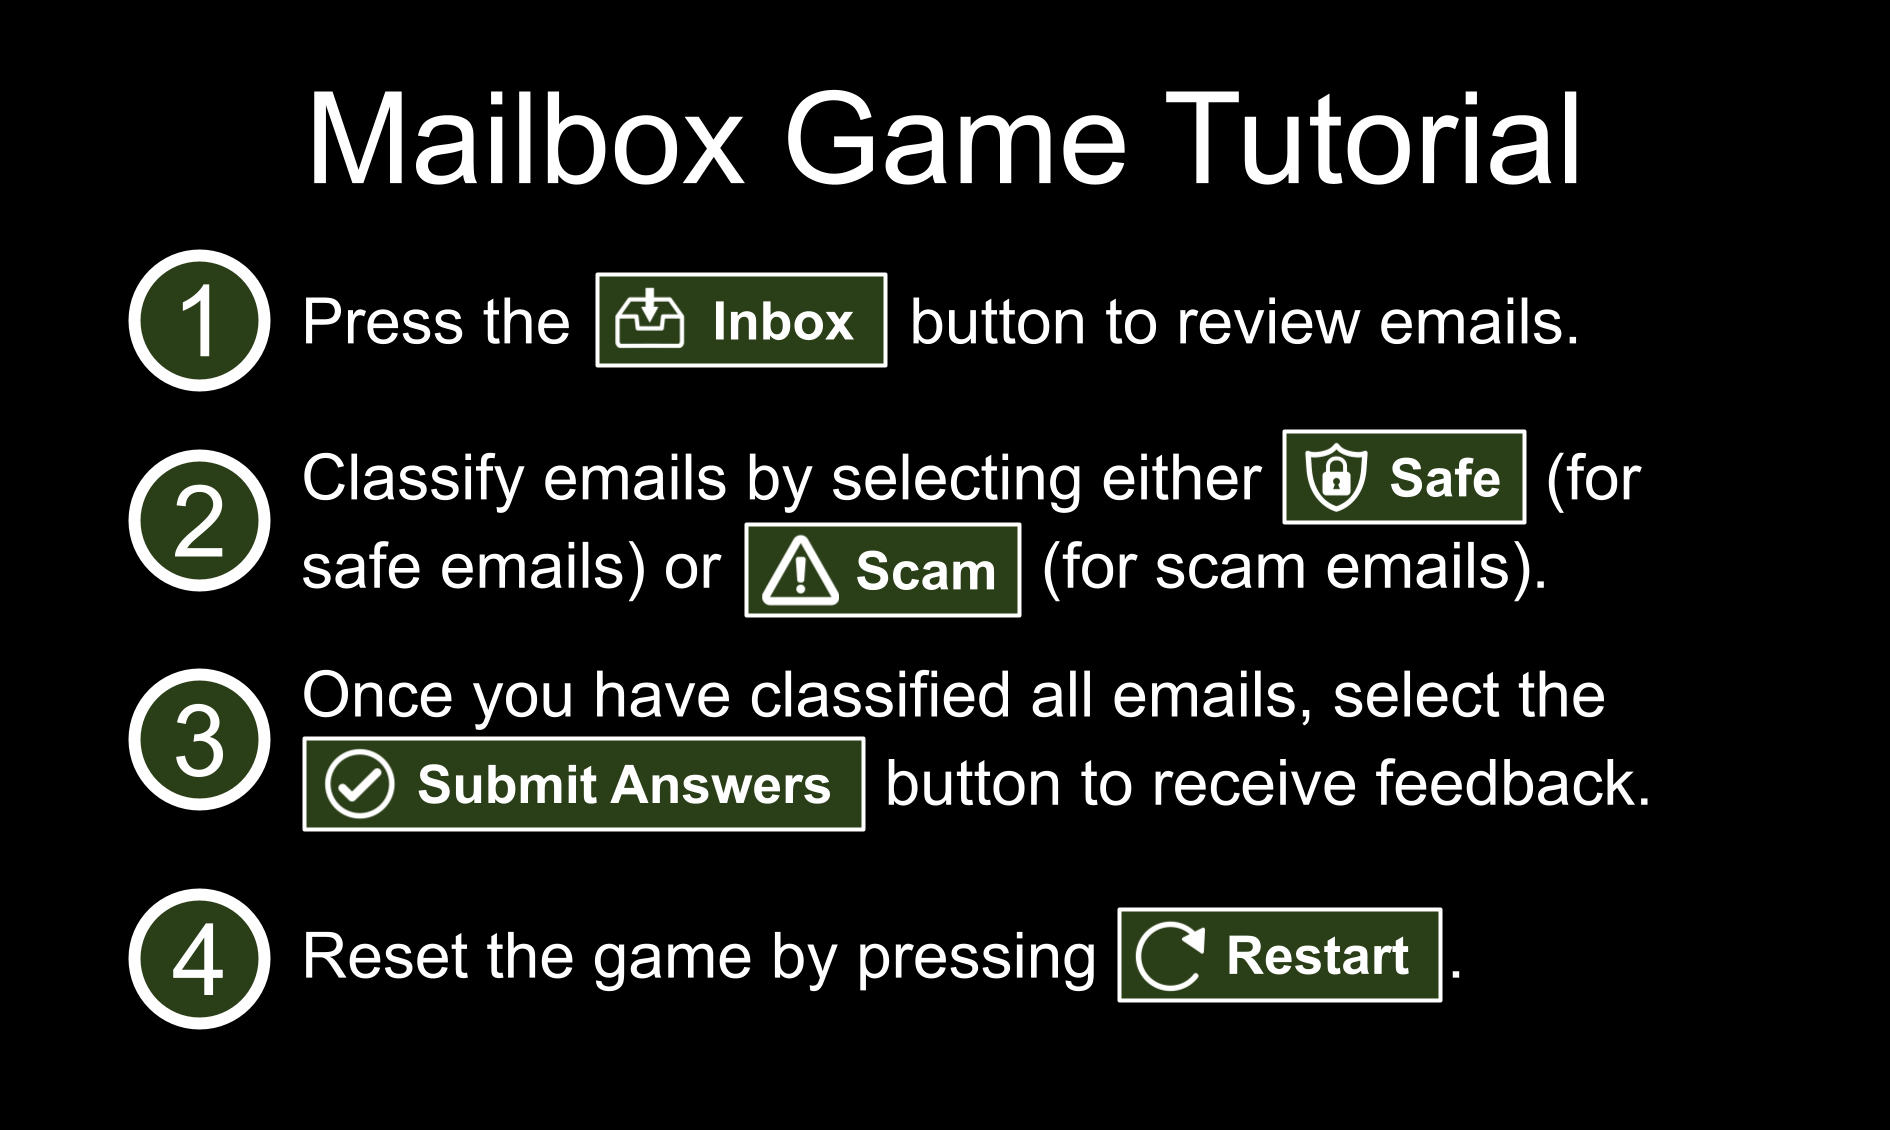 Mailbox Game Tutorial
1 Press the Inbox button to review emails.
2 Classify emails by selecting either Safe (for
safe emails) or Scam (for scam emails).
3 Once you have classified all emails, select the
Submit Answers button to receive feedback.
4 Reset the game by pressing Restart.